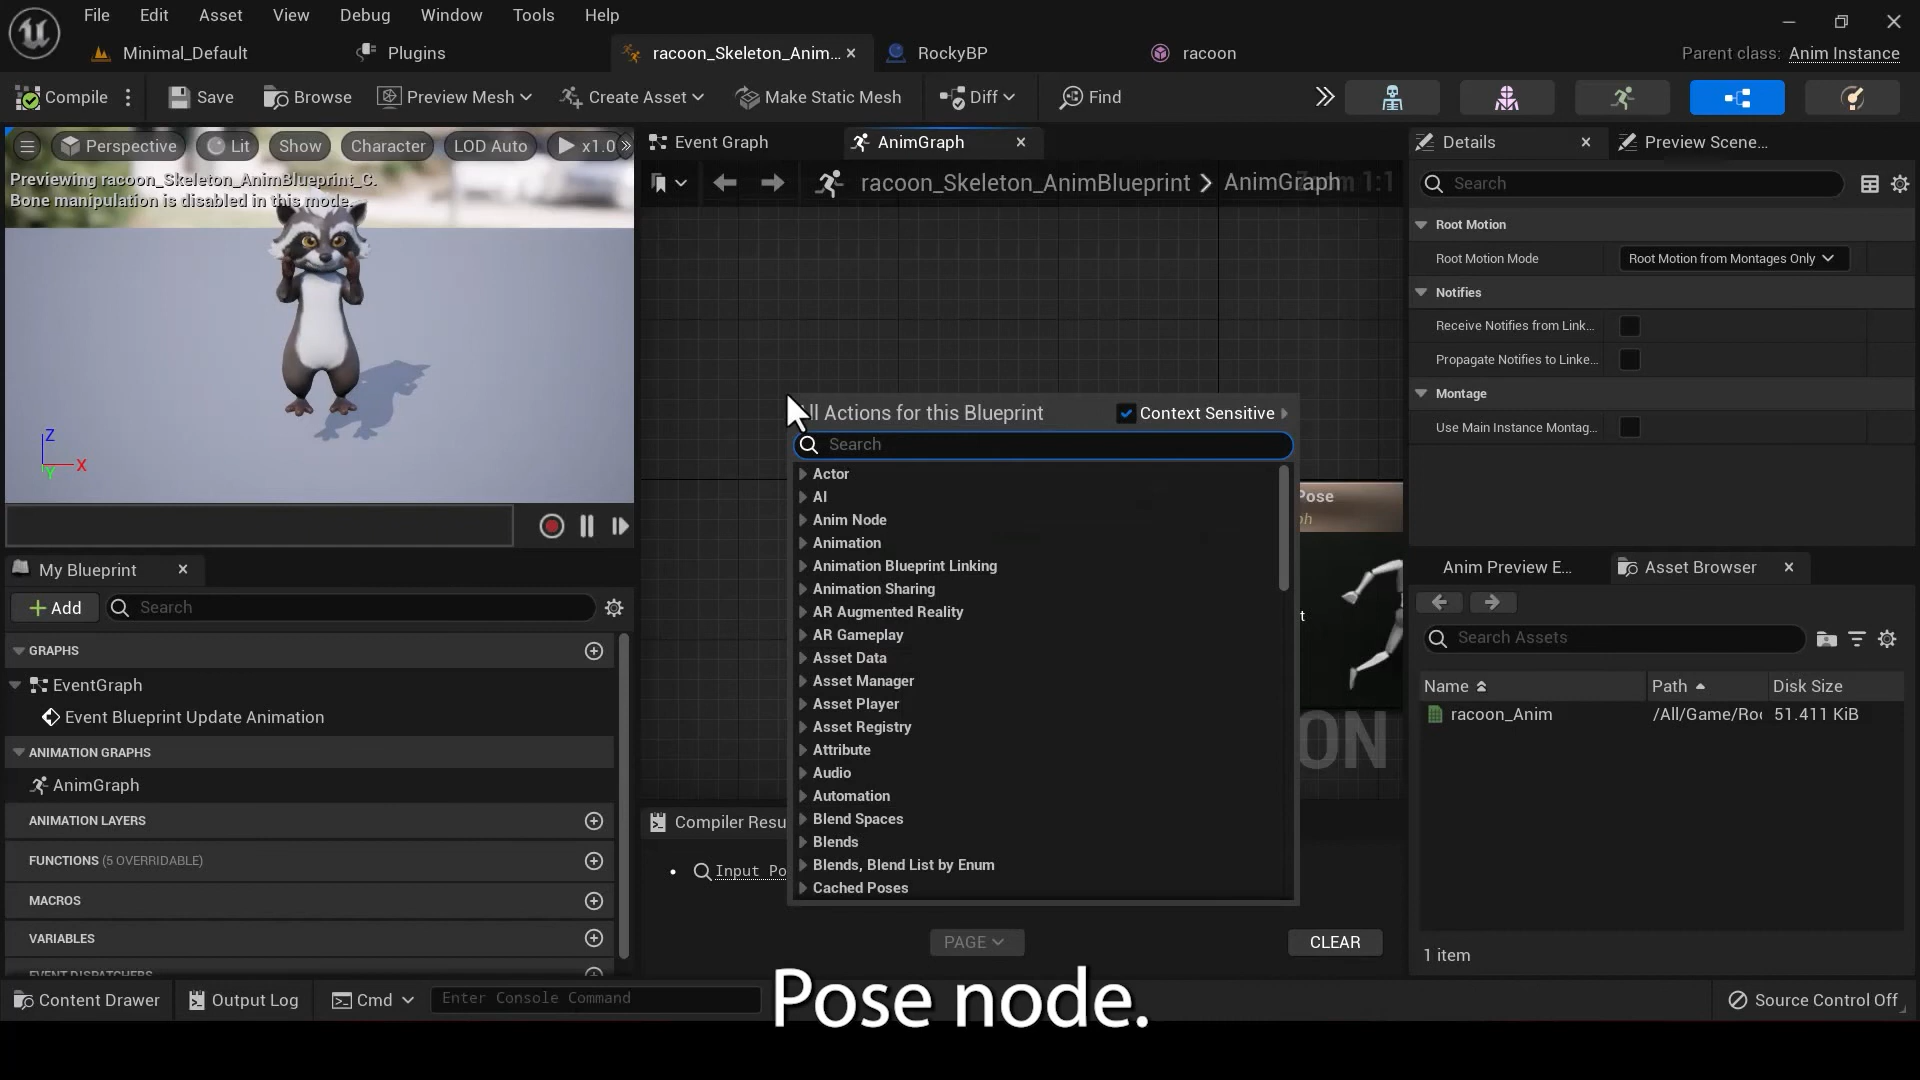 File Edit Asset View Debug Window Tools Help
Minimal_Default Plugins racoon_Skeleton_Anim... RockyBP racoon Parent class: Anim Instance
Compile Save Browse Preview Mesh Create Asset Make Static Mesh Diff Find
Perspective Lit Show Character LOD Auto x1.0
Previewing racoon_Skeleton_AnimBlueprint_C.
Bone manipulation is disabled in this mode.
Z
X
Y
Event Graph AnimGraph
racoon_Skeleton_AnimBlueprint AnimGraph 1:1
All Actions for this Blueprint Context Sensitive
Search
Actor
AI
Anim Node
Animation
Animation Blueprint Linking
Animation Sharing
AR Augmented Reality
AR Gameplay
Asset Data
Asset Manager
Asset Player
Asset Registry
Attribute
Audio
Automation
Blend Spaces
Blends
Blends, Blend List by Enum
Cached Poses
Pose
ON
Compiler Resu
Input Po
PAGE CLEAR
My Blueprint
Add Search
GRAPHS
EventGraph
Event Blueprint Update Animation
ANIMATION GRAPHS
AnimGraph
ANIMATION LAYERS
FUNCTIONS (5 OVERRIDABLE)
MACROS
VARIABLES
EVENT DISPATCHERS
Details Preview Scene...
Search
Root Motion
Root Motion Mode Root Motion from Montages Only
Notifies
Receive Notifies from Link...
Propagate Notifies to Linke...
Montage
Use Main Instance Montag...
Anim Preview E... Asset Browser
Search Assets
Name Path Disk Size
racoon_Anim /All/Game/Ro 51.411 KiB
1 item
Content Drawer Output Log Cmd Enter Console Command Source Control Off
Pose node.